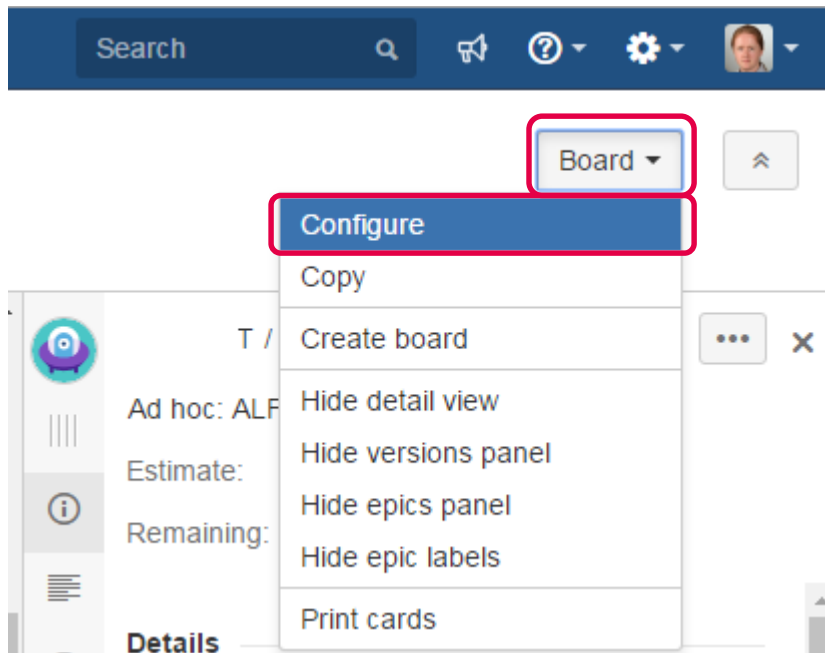 Search
Board
Configure
Copy
T /
Create board
Ad hoc: ALF
Hide detail view
Estimate:
Hide versions panel
Remaining:
Hide epics panel
Hide epic labels
Print cards
Details